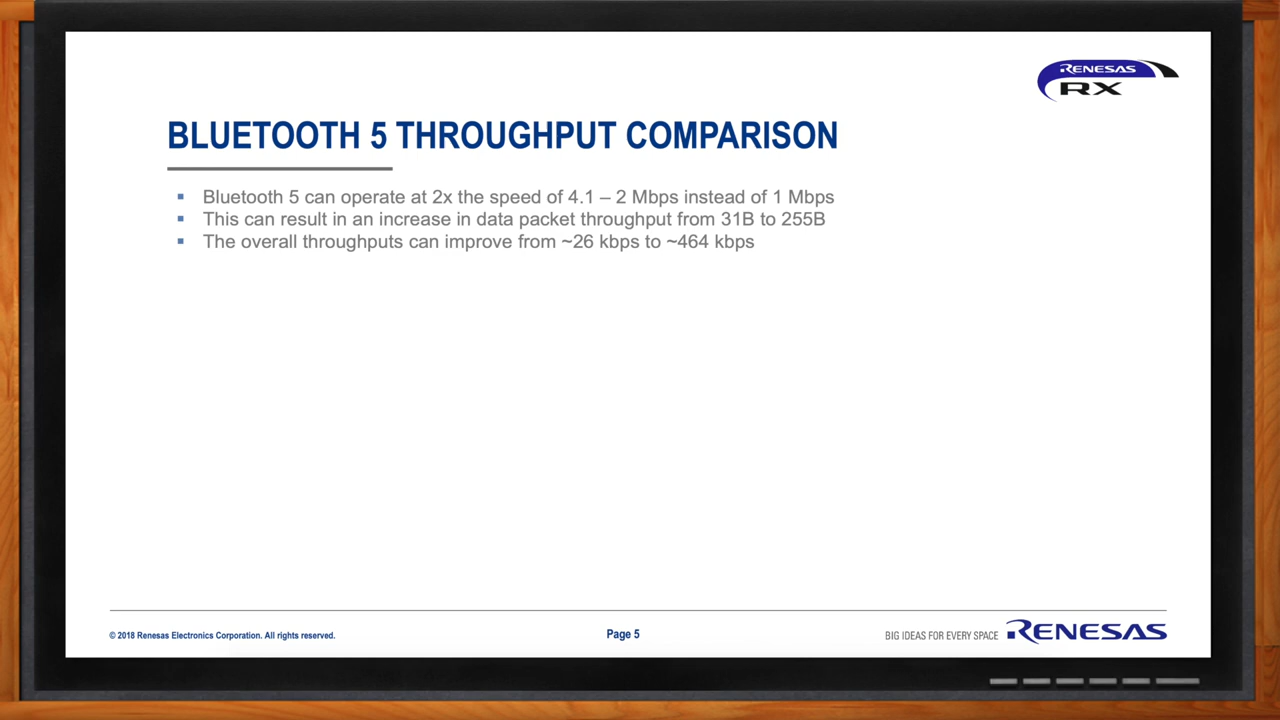 RENESAS
RX
BLUETOOTH 5 THROUGHPUT COMPARISON
▪ Bluetooth 5 can operate at 2x the speed of 4.1 – 2 Mbps instead of 1 Mbps
▪ This can result in an increase in data packet throughput from 31B to 255B
▪ The overall throughputs can improve from ~26 kbps to ~464 kbps
© 2018 Renesas Electronics Corporation. All rights reserved.
Page 5
BIG IDEAS FOR EVERY SPACE RENESAS